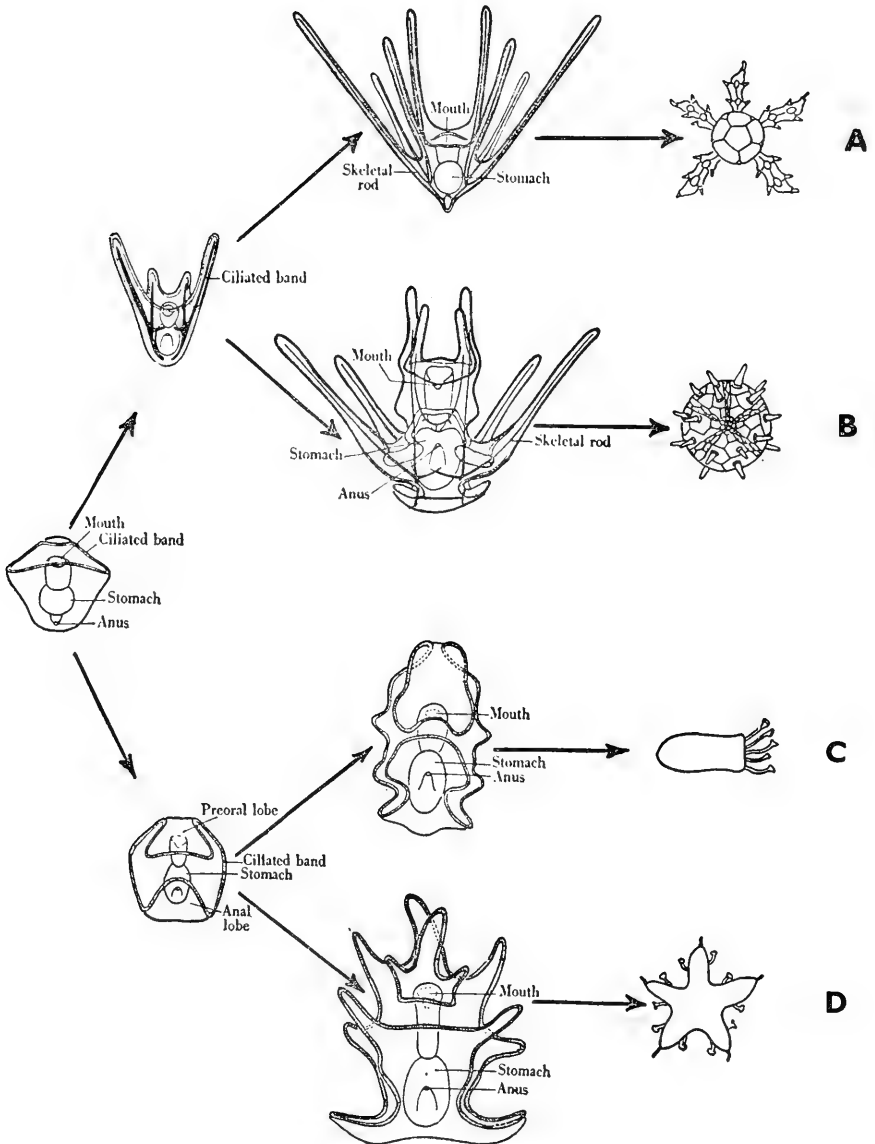 Mouth
Skeletal
rod
Stomach
A
Ciliated band
Mouth
Stomach
Skeletal rod
Anus
B
Mouth
Ciliated band
Stomach
Anus
Mouth
Stomach
Anus
C
Preoral lobe
Ciliated band
Stomach
Anal
lobe
Mouth
Stomach
Anus
D